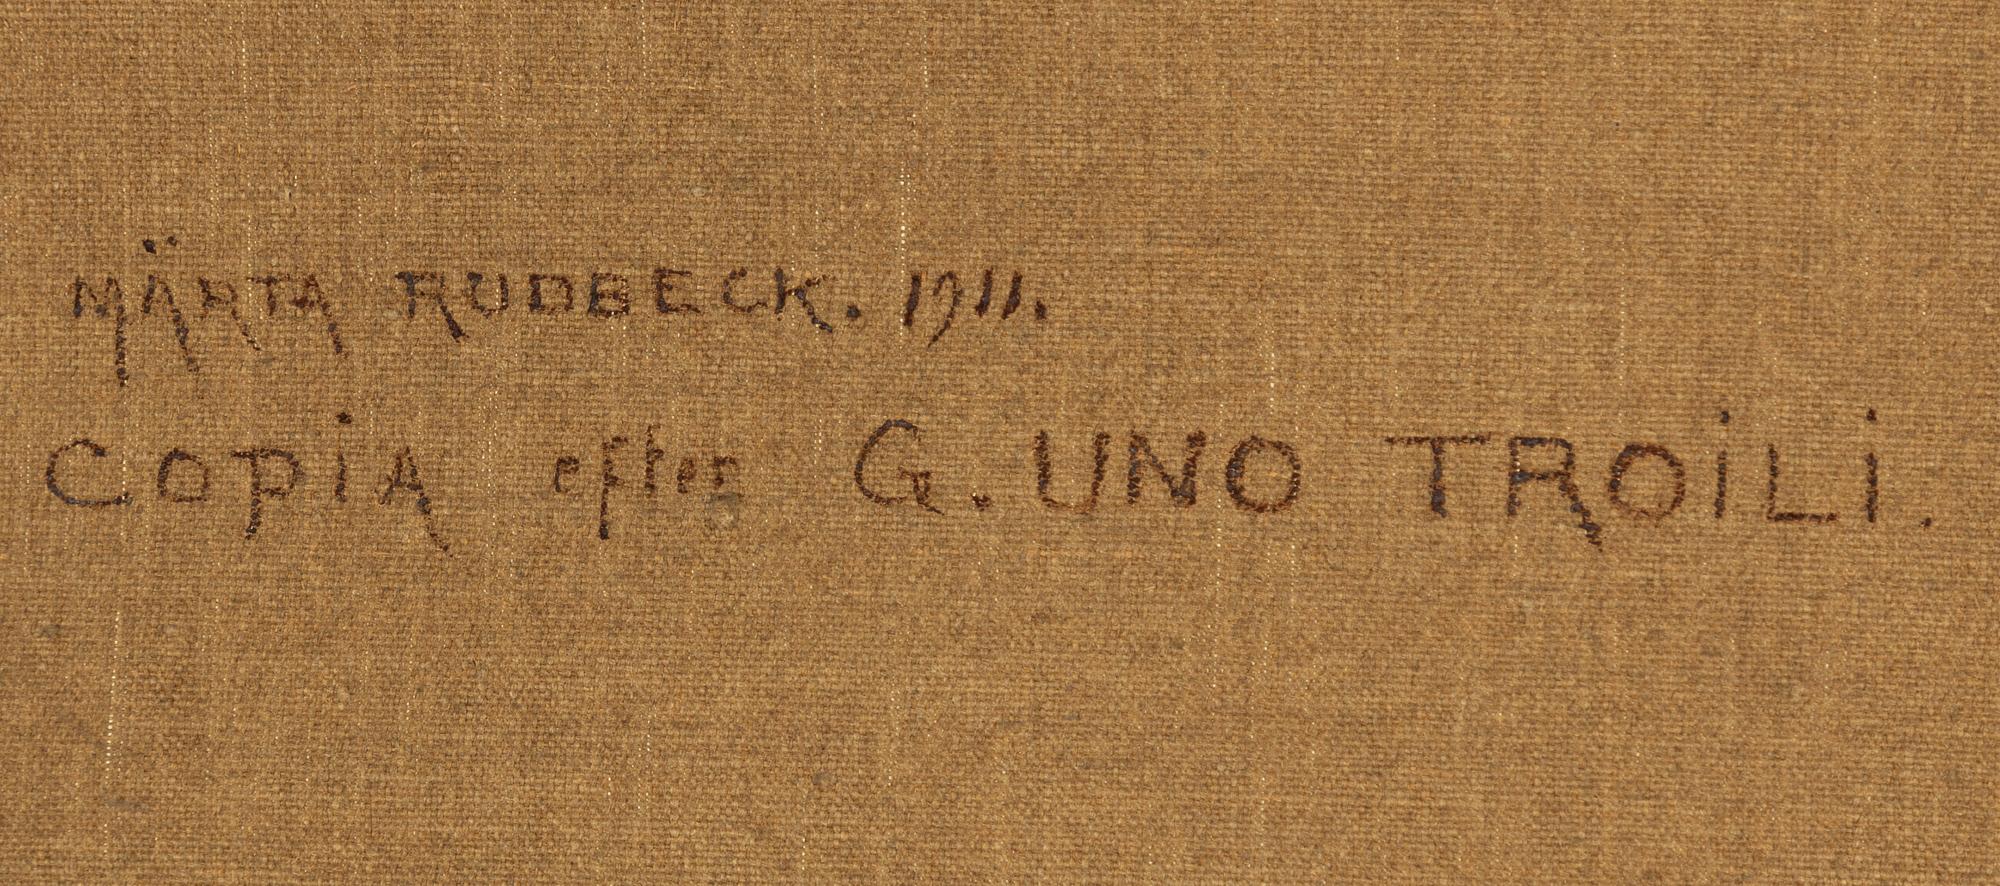 MÄRTA RUDBECK. 1911.
COPiA efter G. UNO TROiLi.